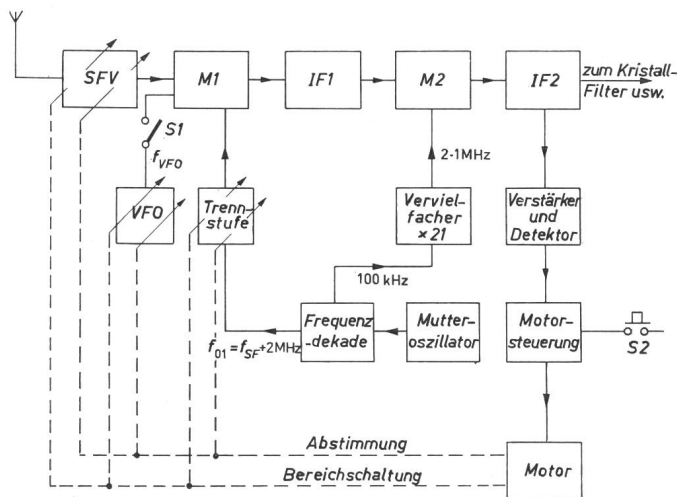 SFV
M1
IF1
M2
IF2
zum Kristall-
Filter usw.
S1
fVFO
2-1MHz
VFO
Trenn-
stufe
Verviel-
facher
×21
Verstärker
und
Detektor
100 kHz
Frequenz
-dekade
Mutter-
oszillator
Motor-
steuerung
S2
f01 = fSF + 2MHz
Abstimmung
Bereichschaltung
Motor